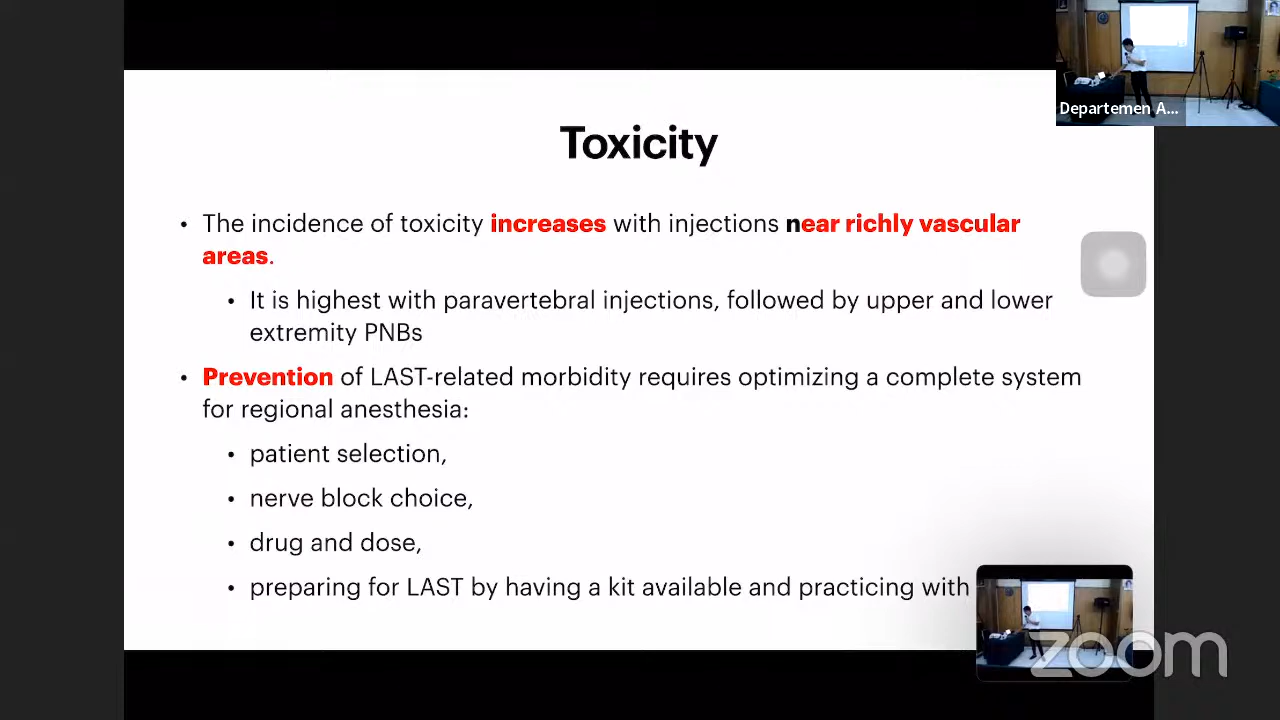 Departemen A...
Toxicity
• The incidence of toxicity increases with injections near richly vascular
areas.
• It is highest with paravertebral injections, followed by upper and lower
extremity PNBs
• Prevention of LAST-related morbidity requires optimizing a complete system
for regional anesthesia:
• patient selection,
• nerve block choice,
• drug and dose,
• preparing for LAST by having a kit available and practicing with
zoom